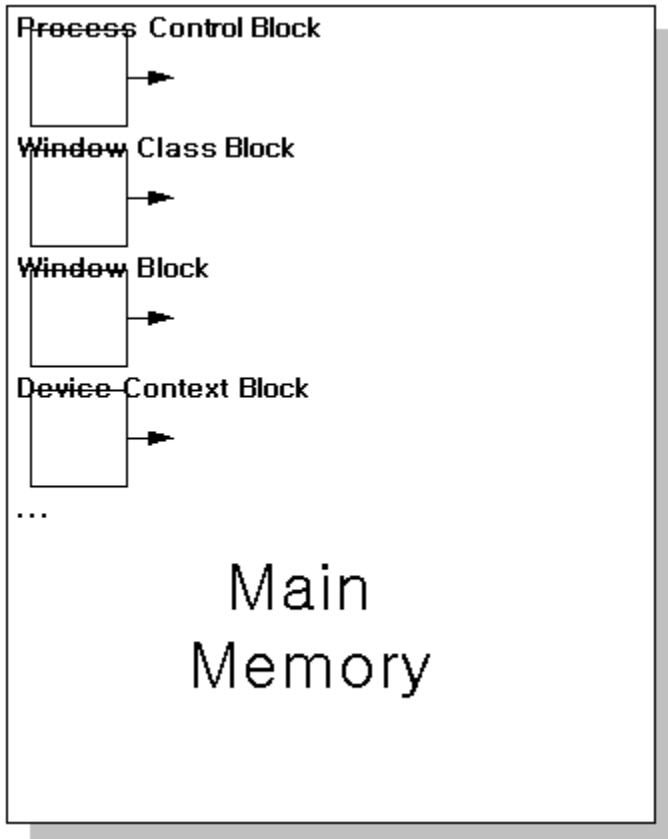 Process Control Block
Window Class Block
Window Block
Device Context Block
...
Main
Memory